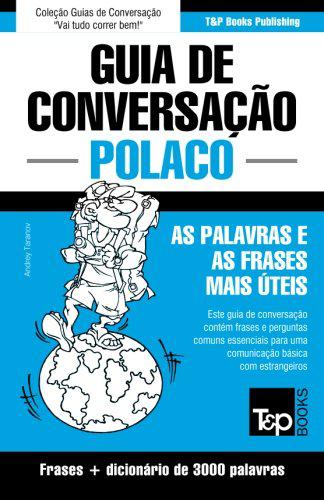 Coleção Guias de Conversação
"Vai tudo correr bem!"
T&P Books Publishing
GUIA DE
CONVERSAÇÃO
POLACO
Andrey Taranov
AS PALAVRAS E
AS FRASES
MAIS ÚTEIS
Este guia de conversação
contém frases e perguntas
comuns essenciais para uma
comunicação básica
com estrangeiros
T&P BOOKS
Frases + dicionário de 3000 palavras